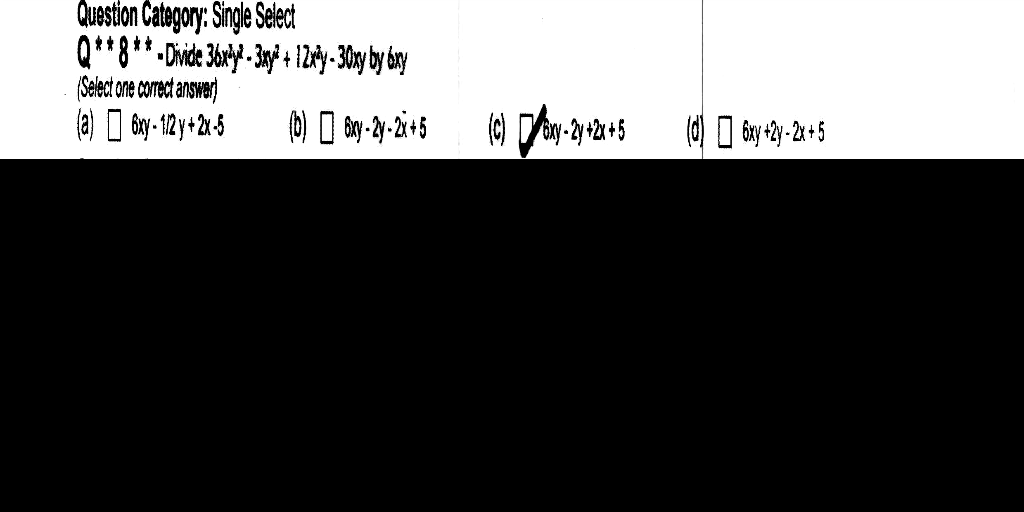 Question Category: Single Select
Q**8** - Divide 36x²y² - 3xy² + 12x²y - 30xy by 6xy
(Select one correct answer)
(a) ☐ 6xy - 1/2 y + 2x -5 (b) ☐ 6xy - 2y - 2x + 5 (c) ☑ 6xy - 2y +2x + 5 (d) ☐ 6xy +2y - 2x + 5